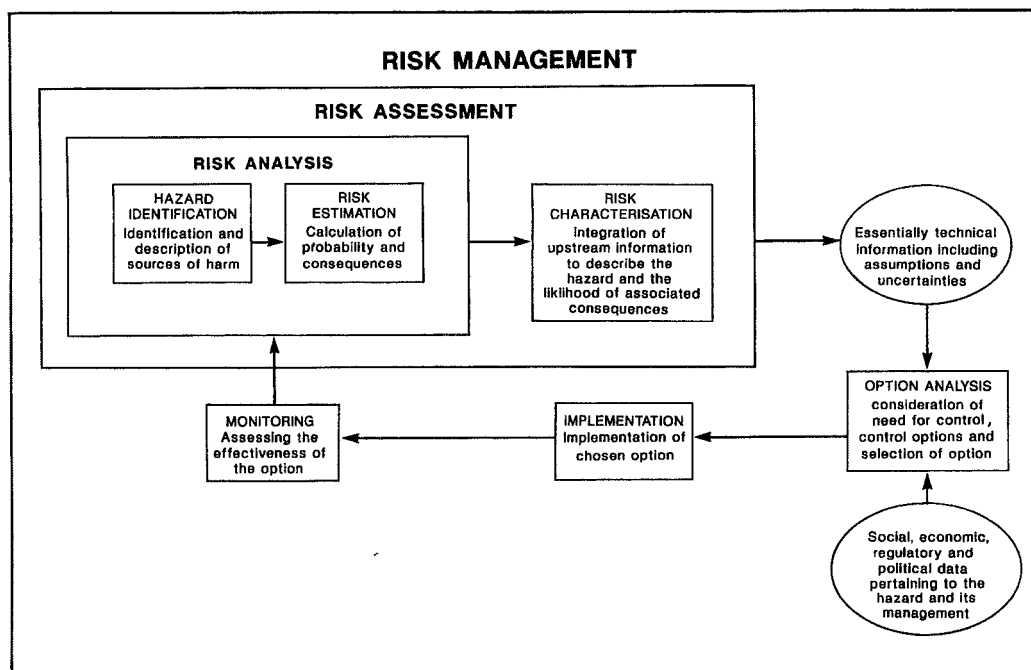 RISK MANAGEMENT
RISK ASSESSMENT
RISK ANALYSIS
HAZARD
IDENTIFICATION
Identification and
description of
sources of harm
RISK
ESTIMATION
Calculation of
probability and
consequences
RISK
CHARACTERISATION
Integration of
upstream information
to describe the
hazard and the
liklihood of associated
consequences
Essentially technical
information including
assumptions and
uncertainties
OPTION ANALYSIS
consideration of
need for control,
control options and
selection of option
IMPLEMENTATION
Implementation of
chosen option
MONITORING
Assessing the
effectiveness of
the option
Social, economic,
regulatory and
political data
pertaining to the
hazard and its
management